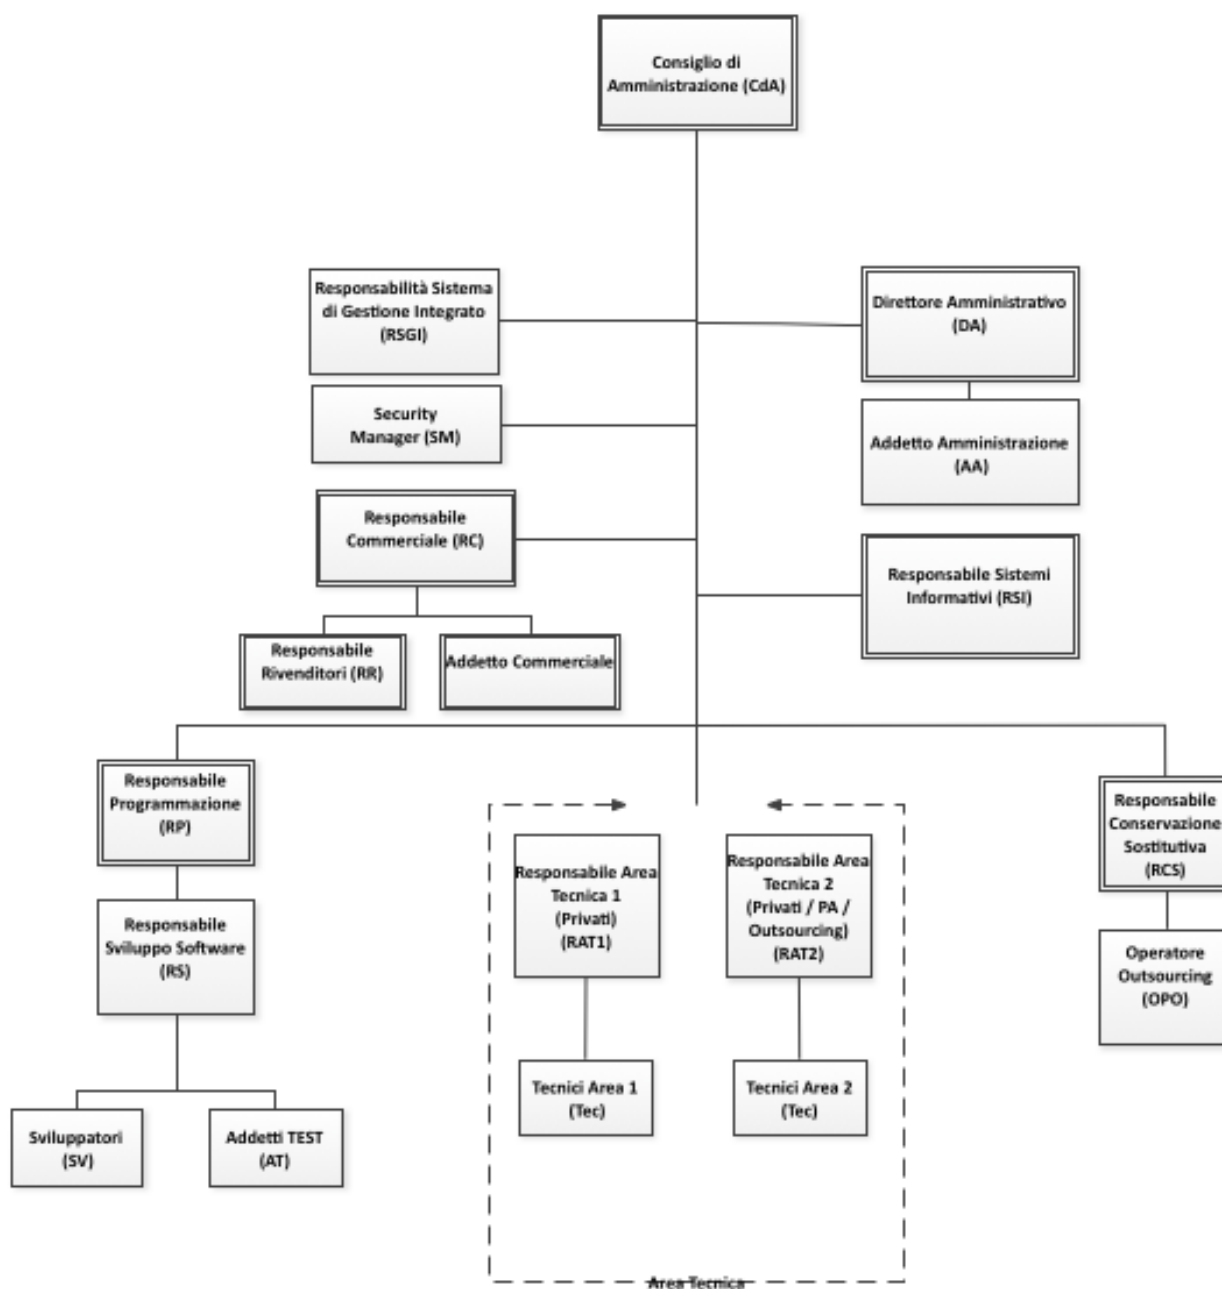 Consiglio di
Amministrazione (CdA)
Responsabilità Sistema
di Gestione Integrato
(RSGI)
Direttore Amministrativo
(DA)
Security
Manager (SM)
Addetto Amministrazione
(AA)
Responsabile
Commerciale (RC)
Responsabile Sistemi
Informativi (RSI)
Responsabile
Rivenditori (RR)
Addetto Commerciale
Responsabile
Programmazione
(RP)
Responsabile
Conservazione
Sostitutiva
(RCS)
Responsabile Area
Tecnica 1
(Privati)
(RAT1)
Responsabile Area
Tecnica 2
(Privati / PA /
Outsourcing)
(RAT2)
Responsabile
Sviluppo Software
(RS)
Operatore
Outsourcing
(OPO)
Tecnici Area 1
(Tec)
Tecnici Area 2
(Tec)
Sviluppatori
(SV)
Addetti TEST
(AT)
Area Tecnica